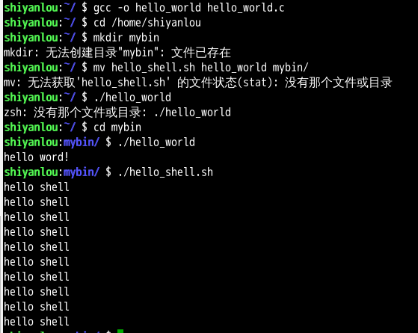 shiyanlou:~/ $ gcc -o hello_world hello_world.c
shiyanlou:~/ $ cd /home/shiyanlou
shiyanlou:~/ $ mkdir mybin
mkdir: 无法创建目录"mybin": 文件已存在
shiyanlou:~/ $ mv hello_shell.sh hello_world mybin/
mv: 无法获取'hello_shell.sh' 的文件状态(stat): 没有那个文件或目录
shiyanlou:~/ $ ./hello_world
zsh: 没有那个文件或目录: ./hello_world
shiyanlou:~/ $ cd mybin
shiyanlou:mybin/ $ ./hello_world
hello word!
shiyanlou:mybin/ $ ./hello_shell.sh
hello shell
hello shell
hello shell
hello shell
hello shell
hello shell
hello shell
hello shell
hello shell
hello shell